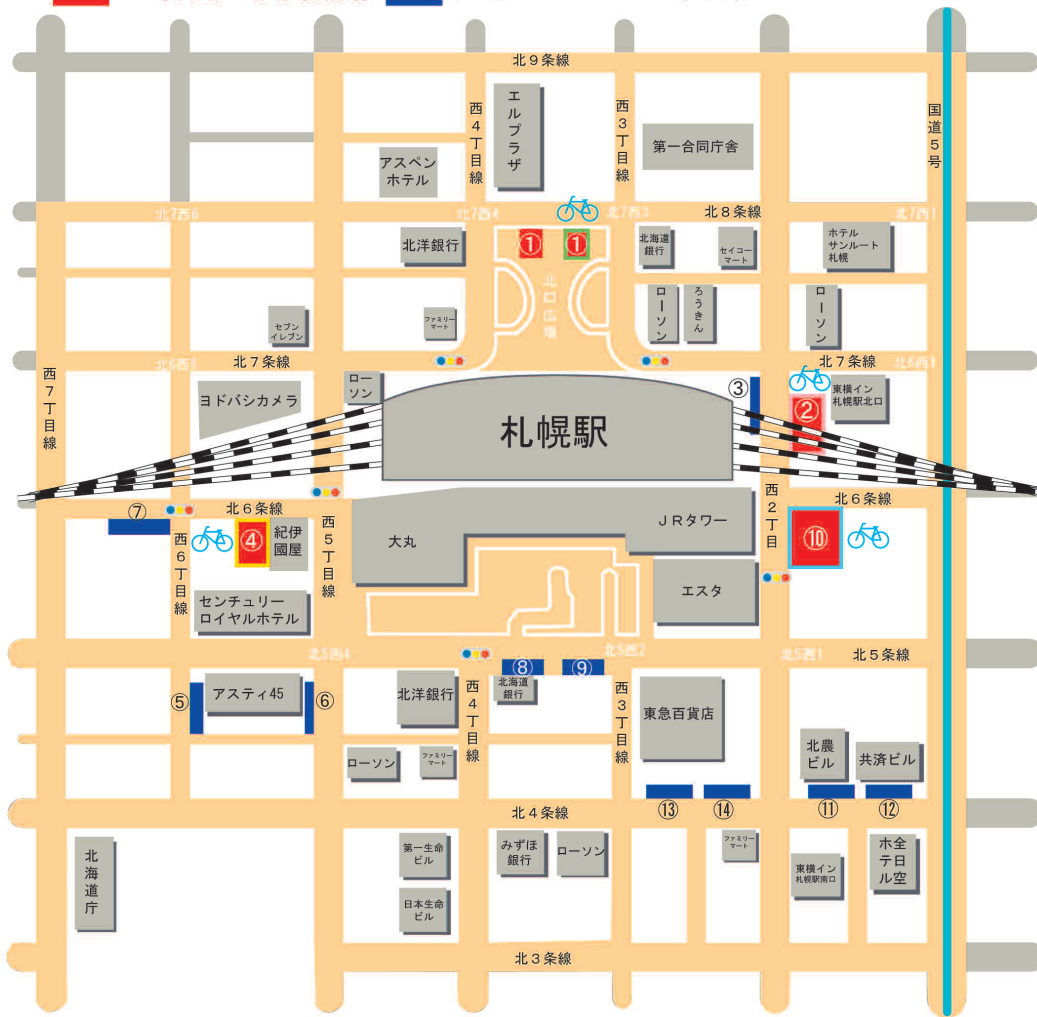 北9条線
西4丁目線
エルプラザ
西3丁目線
国道5号
第一合同庁舎
アスペン
ホテル
北7西6
北7西4
北7西3
北8条線
北7西1
北洋銀行
①
①
北海道
銀行
セイコー
マート
ホテル
サンルート
札幌
北口広場
ローソン
ろうきん
ローソン
セブン
イレブン
ファミリー
マート
北7条線
北7条線
北6西1
西7丁目線
ヨドバシカメラ
ローソン
札幌駅
③
②
東横イン
札幌駅北口
⑦
北6条線
西2丁目
北6条線
④
紀伊
國屋
西5丁目線
大丸
JRタワー
⑩
西6丁目線
センチュリー
ロイヤルホテル
エスタ
北5西4
北5西2
北5西1
北5条線
⑧
⑨
⑤
アスティ45
⑥
北洋銀行
西4丁目線
北海道
銀行
西3丁目線
東急百貨店
ローソン
ファミリー
マート
北農
ビル
共済ビル
⑬
⑭
⑪
⑫
北4条線
北海道庁
第一生命
ビル
みずほ
銀行
ローソン
ファミリー
マート
東横イン
札幌駅南口
全日空
ホテル
日本生命
ビル
北3条線